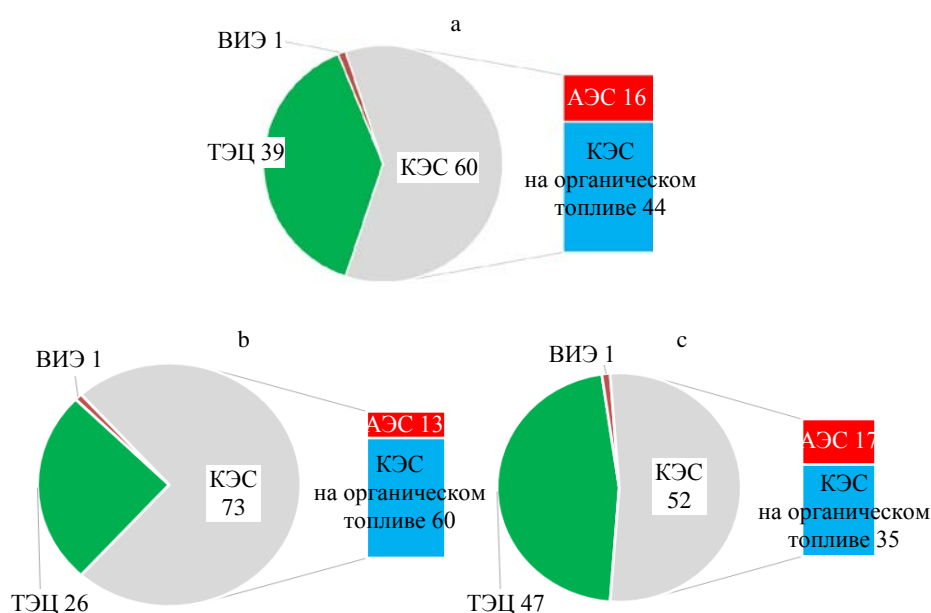 a
ВИЭ 1
АЭС 16
ТЭЦ 39
КЭС 60
КЭС
на органическом
топливе 44
b
ВИЭ 1
АЭС 13
КЭС
73
КЭС
на органическом
топливе 60
ТЭЦ 26
c
ВИЭ 1
АЭС 17
КЭС
52
КЭС
на органическом
топливе 35
ТЭЦ 47